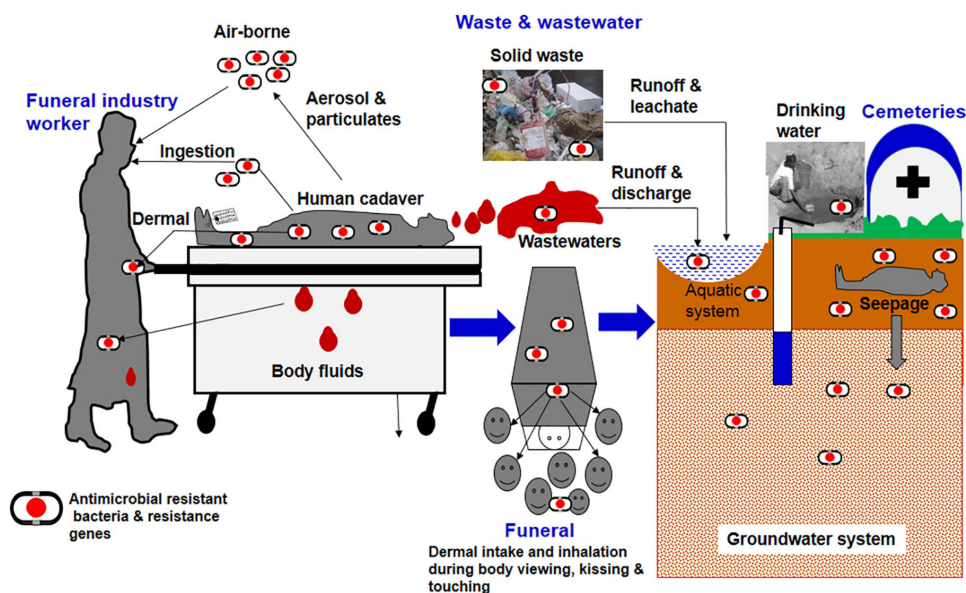 Air-borne
Waste & wastewater
Solid waste
Funeral industry
worker
Aerosol &
particulates
Runoff &
leachate
Drinking
water
Cemeteries
Ingestion
Human cadaver
Runoff &
discharge
Dermal
Wastewaters
Aquatic
system
Seepage
Body fluids
Antimicrobial resistant
bacteria & resistance
genes
Funeral
Dermal intake and inhalation
during body viewing, kissing &
touching
Groundwater system